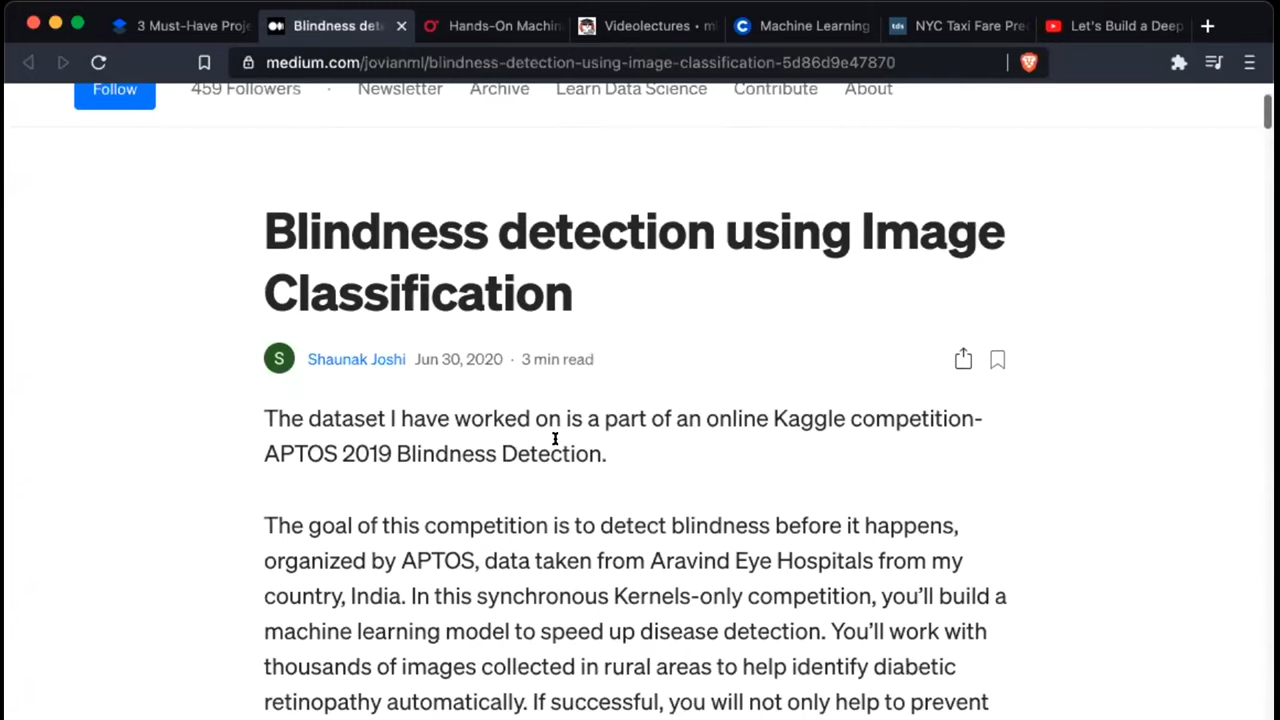 3 Must-Have Proj
Blindness dete
Hands-On Machin
Videolectures • m
Machine Learning
tds
NYC Taxi Fare Pre
Let's Build a Deep
medium.com/jovianml/blindness-detection-using-image-classification-5d86d9e47870
Follow 459 Followers · Newsletter Archive Learn Data Science Contribute About
Blindness detection using Image
Classification
S Shaunak Joshi Jun 30, 2020 · 3 min read
The dataset I have worked on is a part of an online Kaggle competition-
APTOS 2019 Blindness Detection.
The goal of this competition is to detect blindness before it happens,
organized by APTOS, data taken from Aravind Eye Hospitals from my
country, India. In this synchronous Kernels-only competition, you’ll build a
machine learning model to speed up disease detection. You’ll work with
thousands of images collected in rural areas to help identify diabetic
retinopathy automatically. If successful, you will not only help to prevent